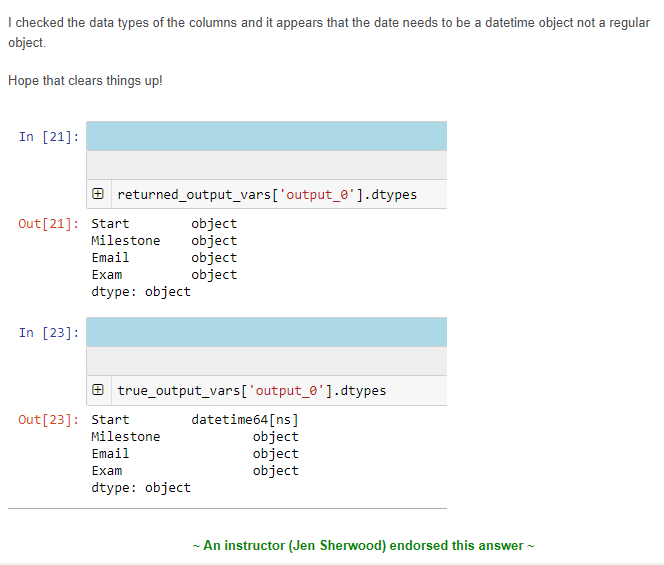 I checked the data types of the columns and it appears that the date needs to be a datetime object not a regular
object.
Hope that clears things up!
In [21]:
returned_output_vars['output_0'].dtypes
Out[21]: Start object
Milestone object
Email object
Exam object
dtype: object
In [23]:
true_output_vars['output_0'].dtypes
Out[23]: Start datetime64[ns]
Milestone object
Email object
Exam object
dtype: object
~ An instructor (Jen Sherwood) endorsed this answer ~